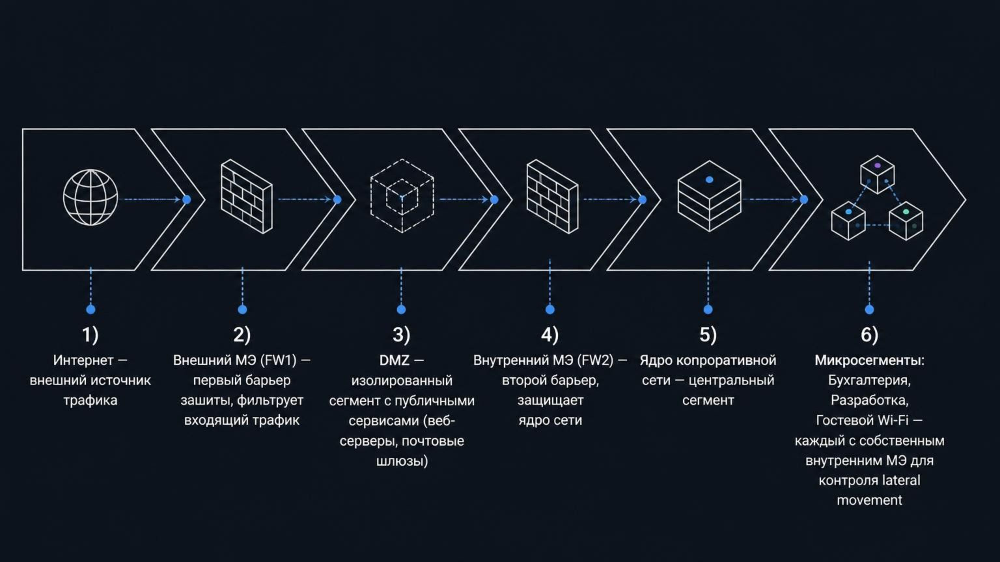 1)
Интернет —
внешний источник
трафика
2)
Внешний МЭ (FW1) —
первый барьер
зашиты, фильтрует
входящий трафик
3)
DMZ —
изолированный
сегмент с публичными
сервисами (веб-
серверы, почтовые
шлюзы)
4)
Внутренний МЭ (FW2) —
второй барьер,
защищает
ядро сети
5)
Ядро копроративной
сети — центральный
сегмент
6)
Микросегменты:
Бухгалтерия,
Разработка,
Гостевой Wi-Fi —
каждый с собственным
внутренним МЭ для
контроля lateral
movement